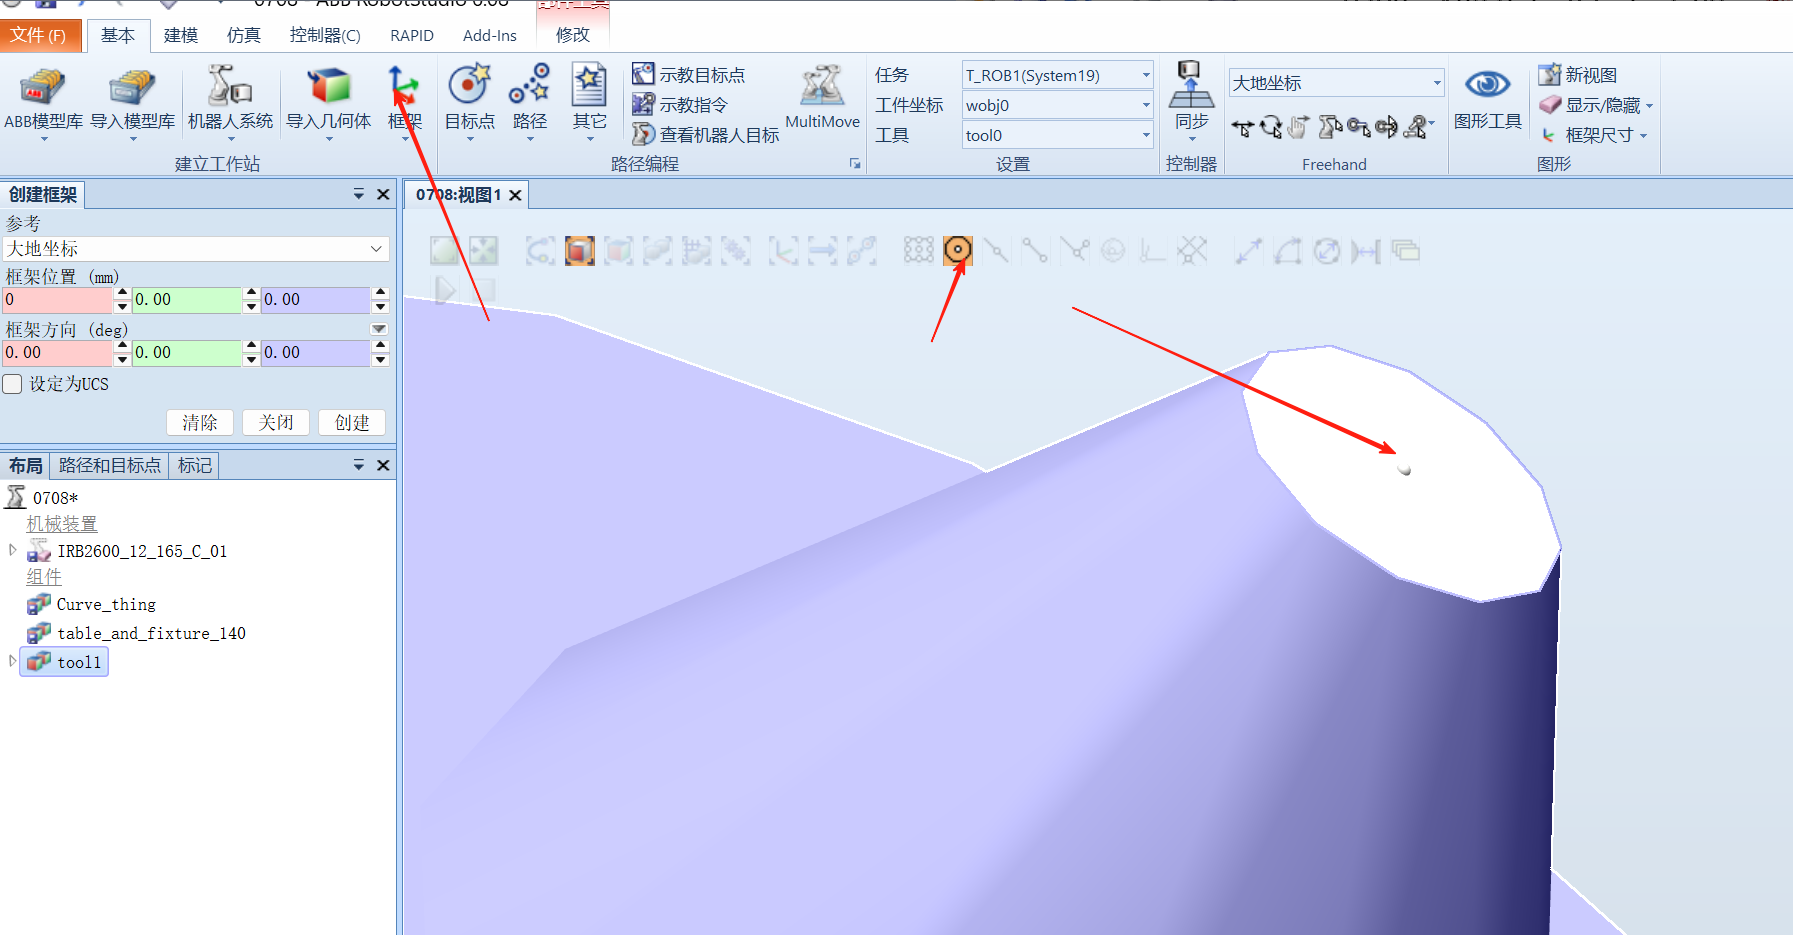 0708 - ABB RobotStudio 6.08
部件工具
文件 (F) 基本 建模 仿真 控制器(C) RAPID Add-Ins 修改
ABB模型库 导入模型库 机器人系统 导入几何体 框架
建立工作站
目标点 路径 其它
示教目标点
示教指令
查看机器人目标
MultiMove
路径编程
任务 T_ROB1(System19)
工件坐标 wobj0
工具 tool0
设置
同步
控制器
大地坐标
Freehand
图形工具
新视图
显示/隐藏
框架尺寸
图形
创建框架
参考
大地坐标
框架位置 (mm)
0 0.00 0.00
框架方向 (deg)
0.00 0.00 0.00
设定为UCS
清除 关闭 创建
布局 路径和目标点 标记
0708*
机械装置
IRB2600_12_165_C_01
组件
Curve_thing
table_and_fixture_140
tool1
0708:视图1